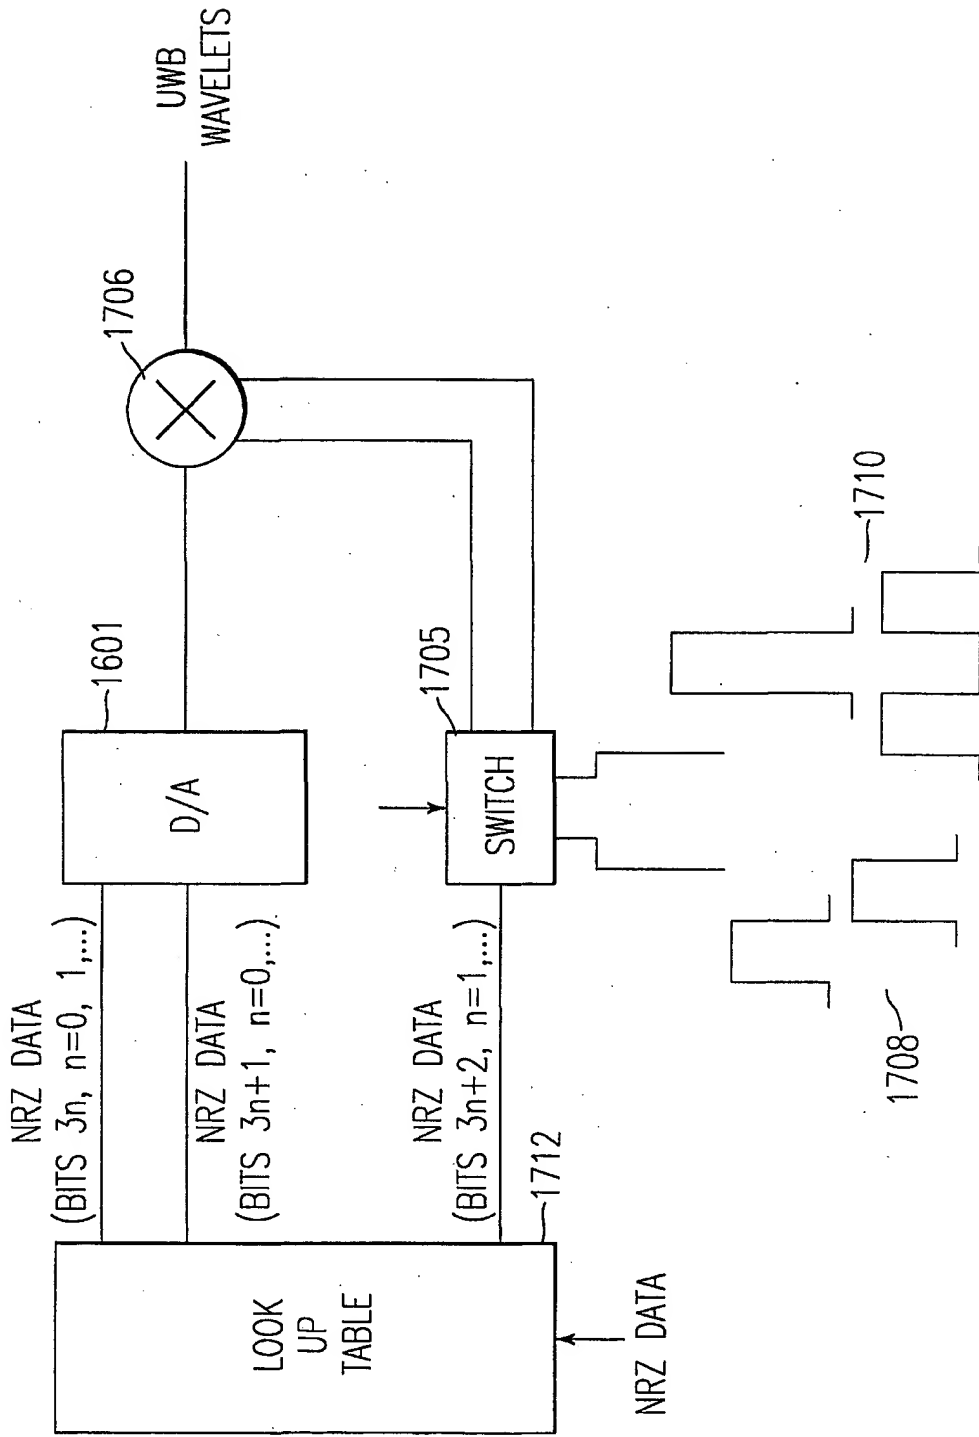 NRZ DATA
LOOK
UP
TABLE
1712
NRZ DATA
(BITS 3n, n=0, 1,...)
NRZ DATA
(BITS 3n+1, n=0,...)
NRZ DATA
(BITS 3n+2, n=1,...)
D/A
1601
SWITCH
1705
1706
UWB
WAVELETS
1708
1710